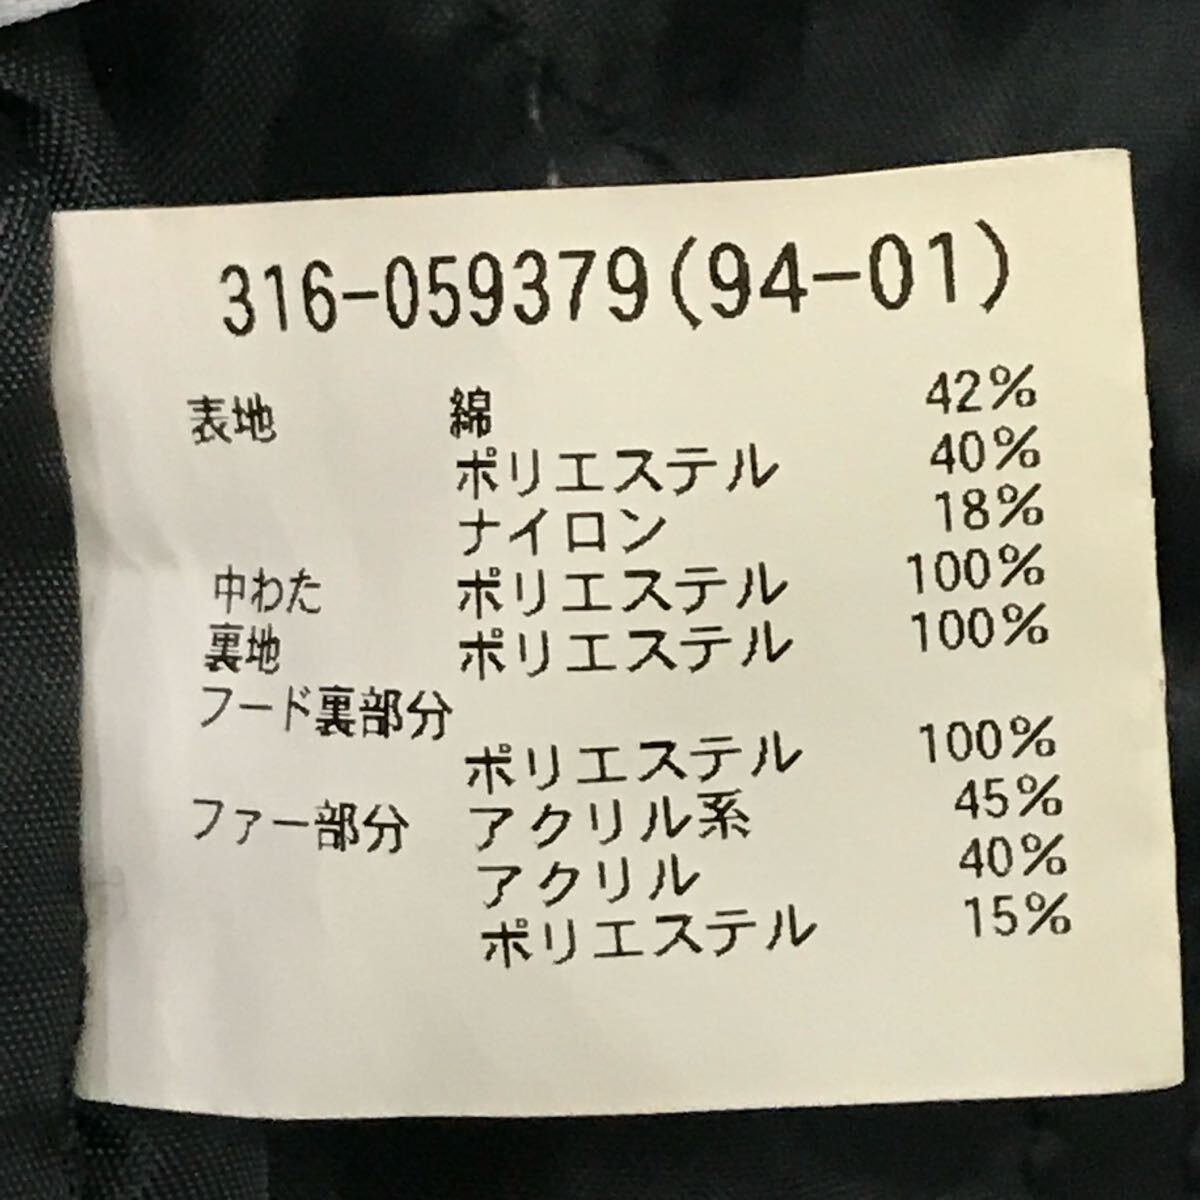 316-059379(94-01)
表地 綿 42%
ポリエステル 40%
ナイロン 18%
中わた ポリエステル 100%
裏地 ポリエステル 100%
フード裏部分
ポリエステル 100%
ファー部分 アクリル系 45%
アクリル 40%
ポリエステル 15%